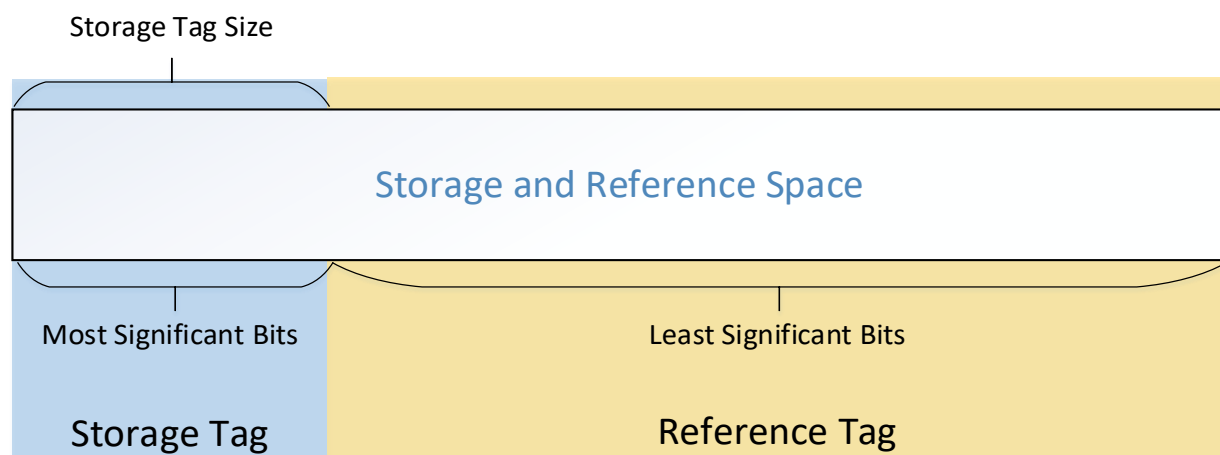 Storage Tag Size
Storage and Reference Space
Most Significant Bits
Least Significant Bits
Storage Tag
Reference Tag